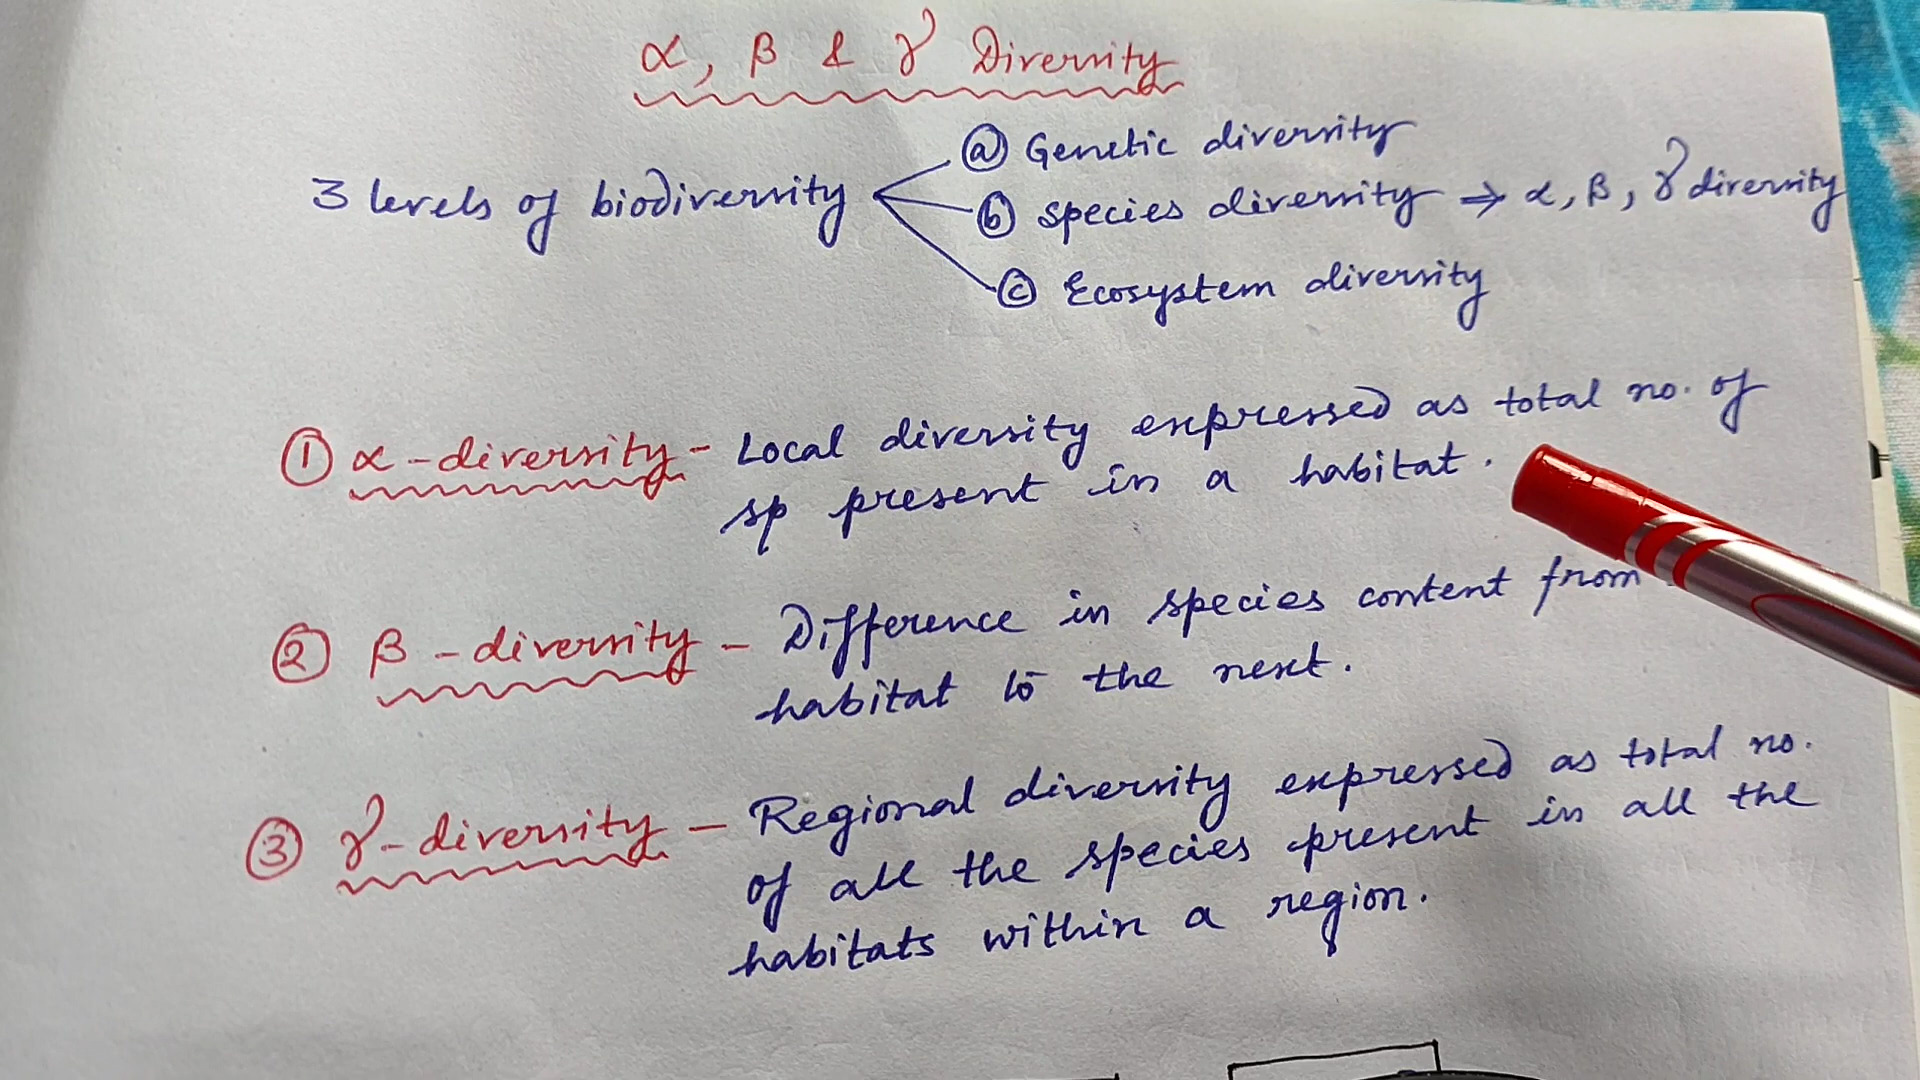 α, β & γ Diversity
3 levels of biodiversity
ⓐ Genetic diversity
ⓑ Species diversity → α, β, γ diversity
ⓒ Ecosystem diversity
① α-diversity - Local diversity expressed as total no. of
sp present in a habitat.
② β-diversity - Difference in species content from
habitat to the next.
③ γ-diversity - Regional diversity expressed as total no.
of all the species present in all the
habitats within a region.